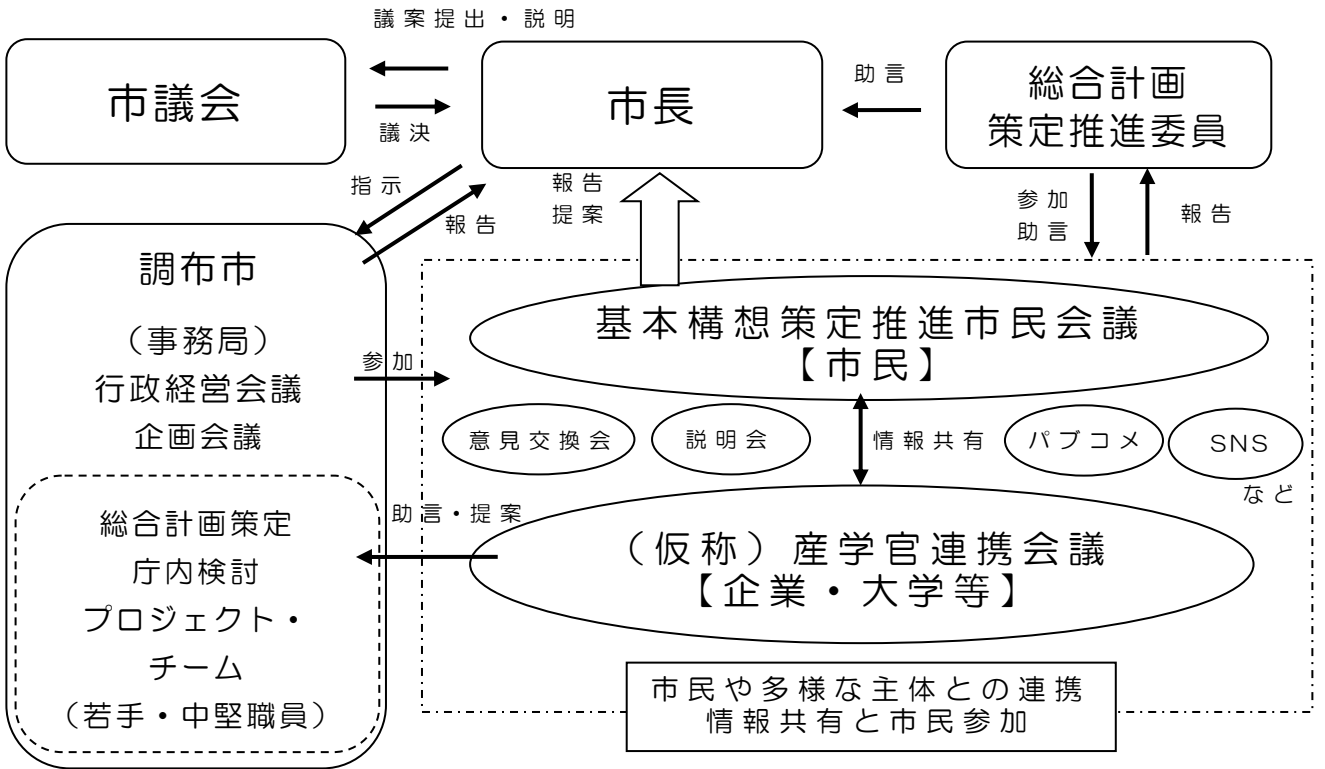 議案提出・説明
市議会
市長
助言
総合計画
策定推進委員
議決
指示
報告
報告
提案
参加
助言
報告
調布市
（事務局）
行政経営会議
企画会議
参加
基本構想策定推進市民会議
【市民】
意見交換会
説明会
情報共有
パブコメ
SNS
など
総合計画策定
庁内検討
プロジェクト・
チーム
（若手・中堅職員）
助言・提案
（仮称）産学官連携会議
【企業・大学等】
市民や多様な主体との連携
情報共有と市民参加